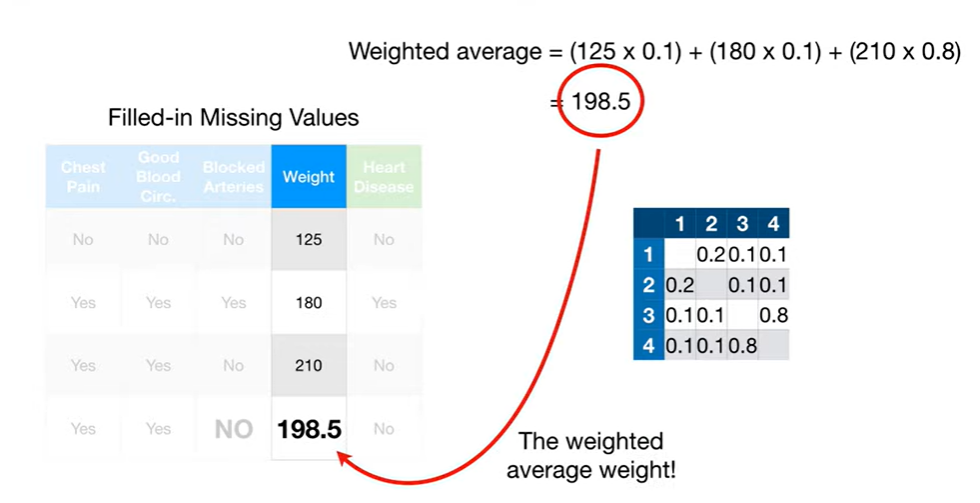 Weighted average = (125 x 0.1) + (180 x 0.1) + (210 x 0.8)
= 198.5
Filled-in Missing Values
Chest Pain Good Blood Circ. Blocked Arteries Weight Heart Disease
No No No 125 No
Yes Yes Yes 180 Yes
Yes Yes No 210 No
Yes Yes NO 198.5 No
1 2 3 4
1 0.2 0.1 0.1
2 0.2 0.1 0.1
3 0.1 0.1 0.8
4 0.1 0.1 0.8
The weighted
average weight!